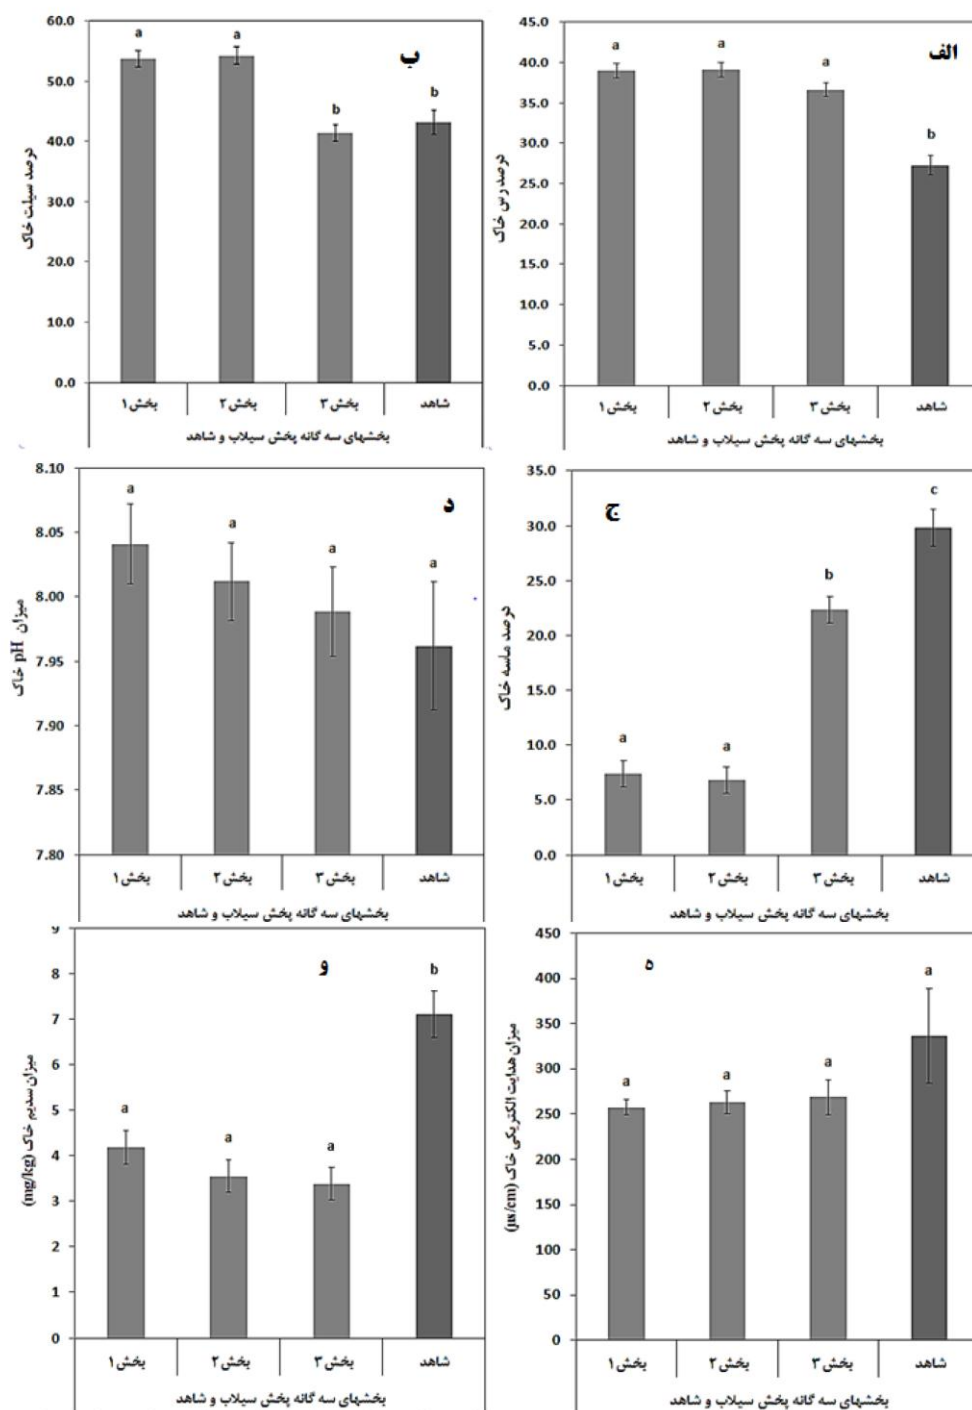 الف
درصد رس خاک
45.0
40.0
35.0
30.0
25.0
20.0
15.0
10.0
5.0
0.0
a
a
a
b
بخش۱
بخش۲
بخش۳
شاهد
بخشهای سه گانه پخش سیلاب و شاهد
ب
درصد سیلت خاک
60.0
50.0
40.0
30.0
20.0
10.0
0.0
a
a
b
b
بخش۱
بخش۲
بخش۳
شاهد
بخشهای سه گانه پخش سیلاب و شاهد
ج
درصد ماسه خاک
35.0
30.0
25.0
20.0
15.0
10.0
5.0
0.0
a
a
b
c
بخش۱
بخش۲
بخش۳
شاهد
بخشهای سه گانه پخش سیلاب و شاهد
د
میزان pH خاک
8.10
8.05
8.00
7.95
7.90
7.85
7.80
a
a
a
a
بخش۱
بخش۲
بخش۳
شاهد
بخشهای سه گانه پخش سیلاب و شاهد
ه
میزان هدایت الکتریکی خاک (µs/cm)
450
400
350
300
250
200
150
100
50
0
a
a
a
a
بخش۱
بخش۲
بخش۳
شاهد
بخشهای سه گانه پخش سیلاب و شاهد
و
میزان سدیم خاک (mg/kg)
9
8
7
6
5
4
3
2
1
0
a
a
a
b
بخش۱
بخش۲
بخش۳
شاهد
بخشهای سه گانه پخش سیلاب و شاهد